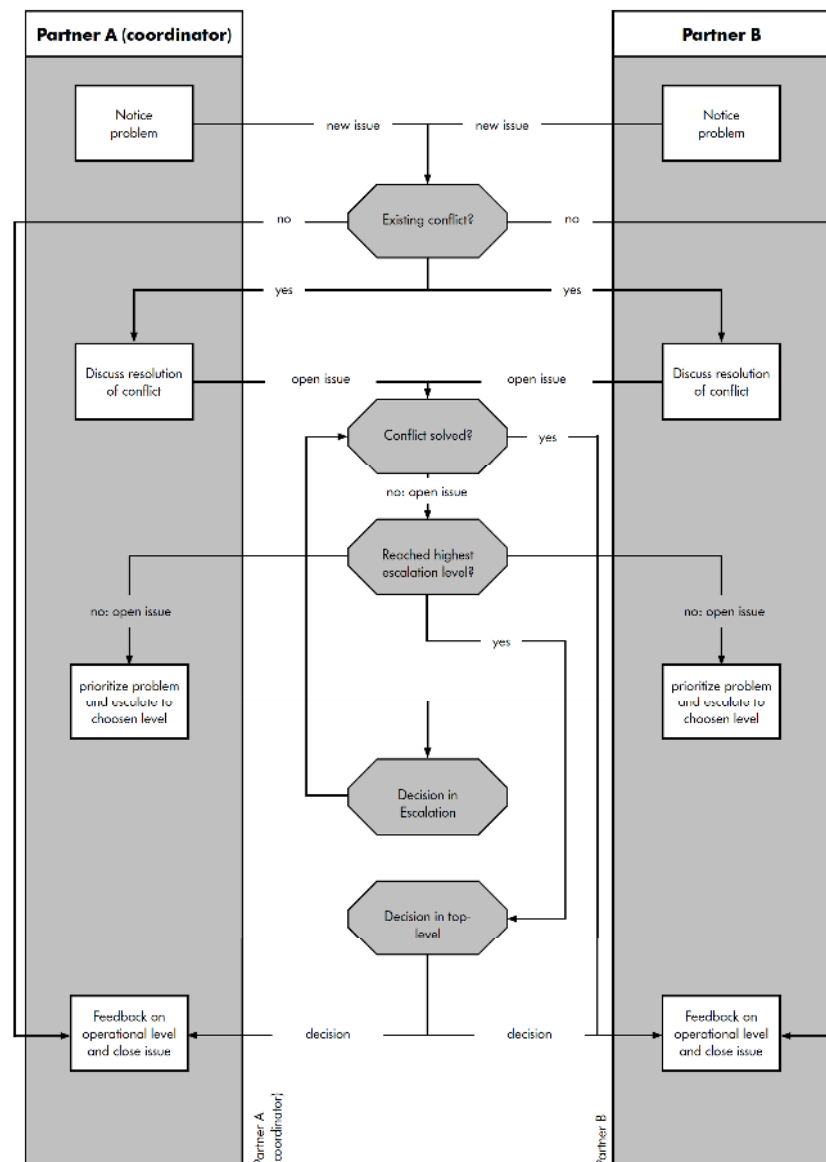 Partner A (coordinator)
Partner B
Notice
problem
new issue
new issue
Notice
problem
no
Existing conflict?
no
yes
yes
Discuss resolution
of conflict
open issue
open issue
Discuss resolution
of conflict
Conflict solved?
yes
no: open issue
Reached highest
escalation level?
no: open issue
no: open issue
yes
prioritize problem
and escalate to
choosen level
prioritize problem
and escalate to
choosen level
Decision in
Escalation
Decision in top-
level
Feedback on
operational level
and close issue
decision
decision
Feedback on
operational level
and close issue
Partner A
(coordinator)
Partner B